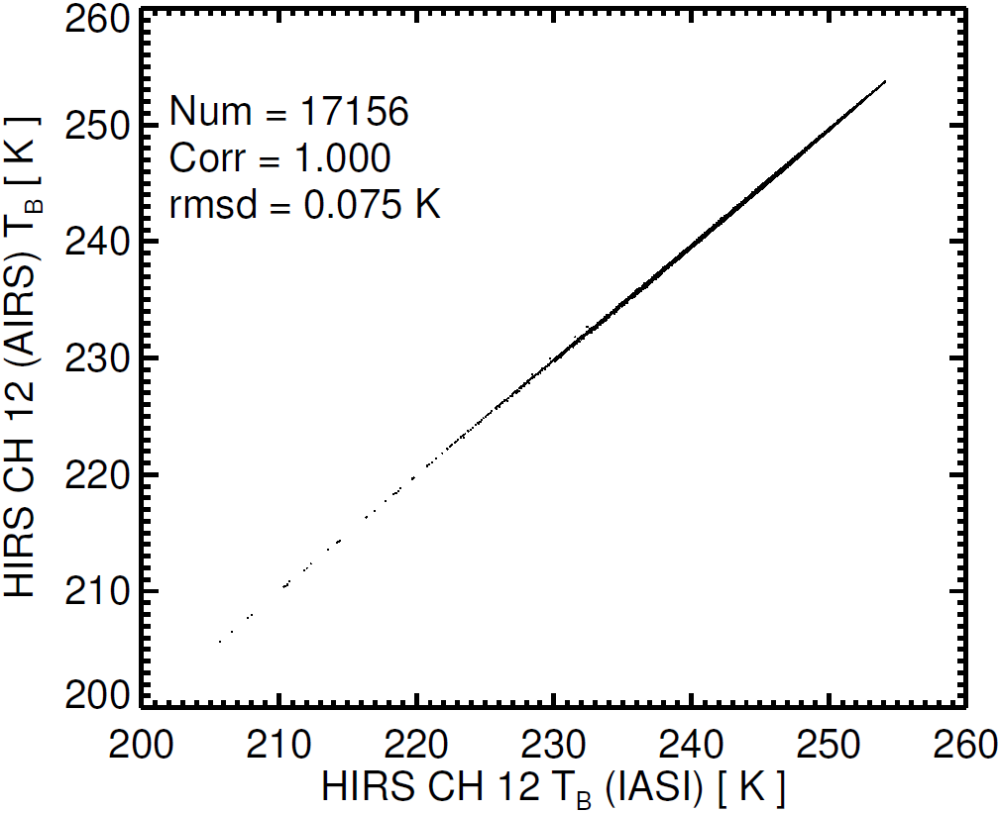 260
250
240
230
220
210
200
HIRS CH 12 (AIRS) T_B [ K ]
Num = 17156
Corr = 1.000
rmsd = 0.075 K
200 210 220 230 240 250 260
HIRS CH 12 T_B (IASI) [ K ]